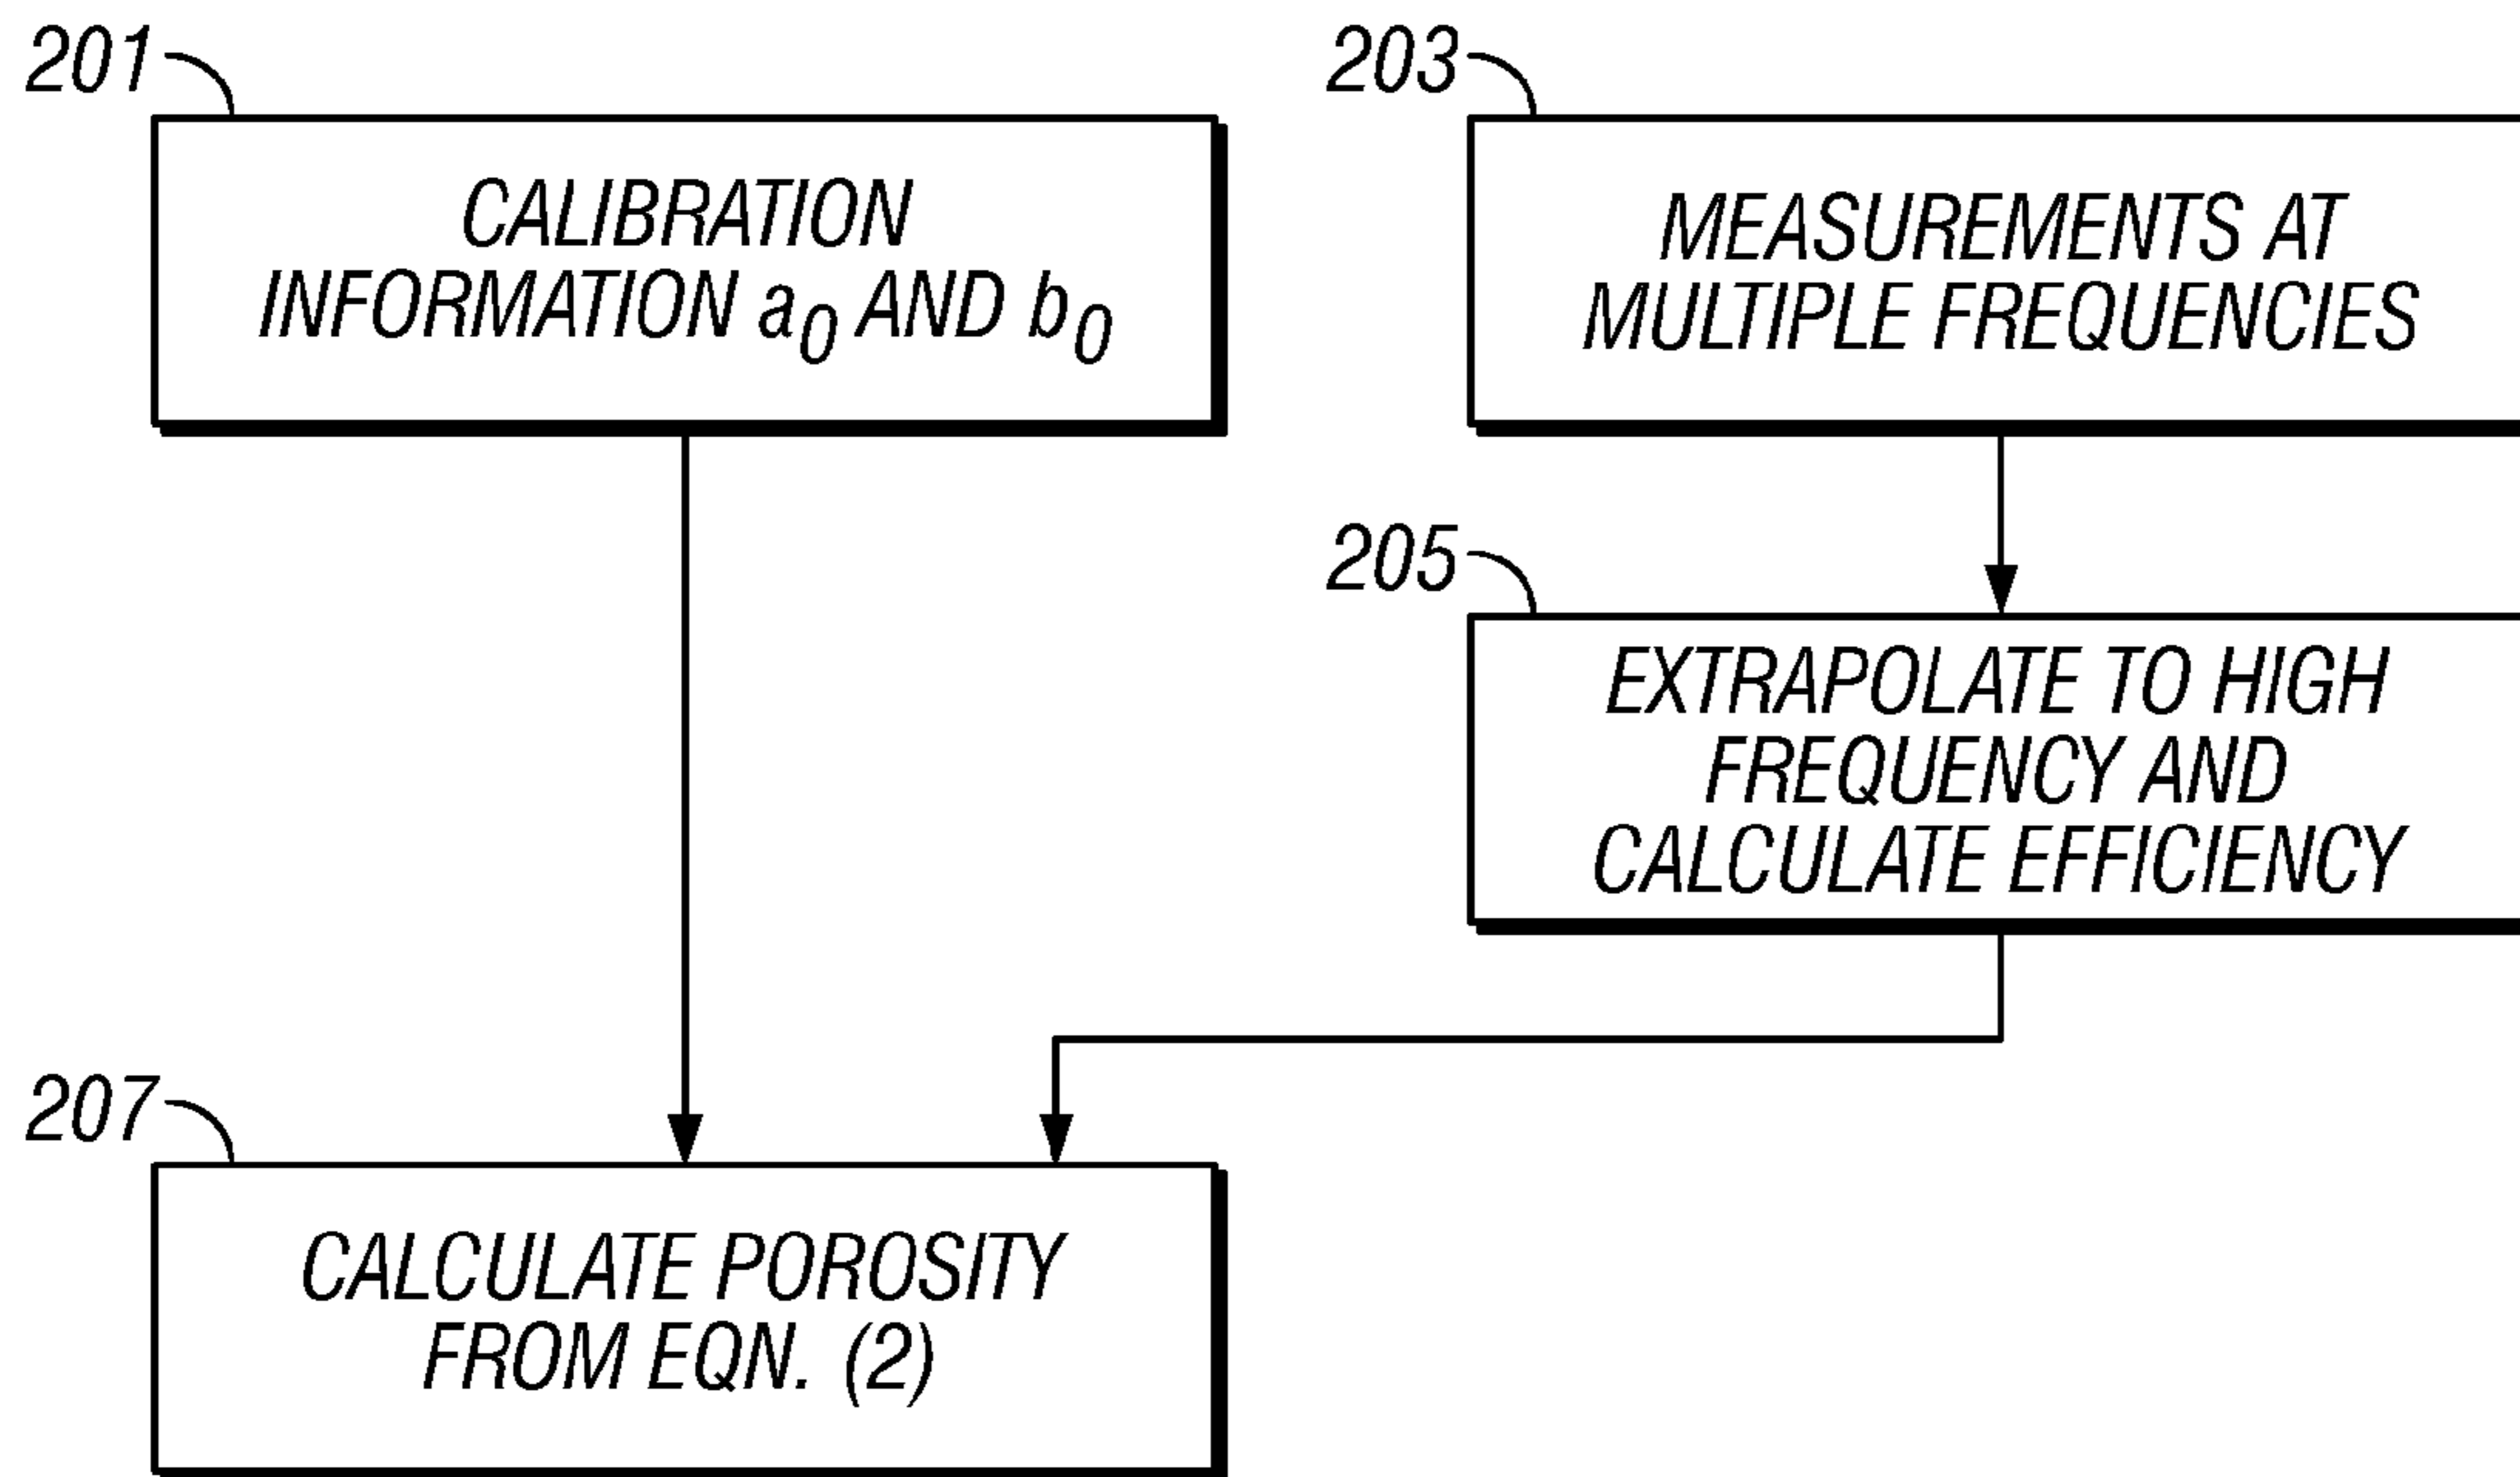 201
CALIBRATION
INFORMATION a0 AND b0
203
MEASUREMENTS AT
MULTIPLE FREQUENCIES
205
EXTRAPOLATE TO HIGH
FREQUENCY AND
CALCULATE EFFICIENCY
207
CALCULATE POROSITY
FROM EQN. (2)